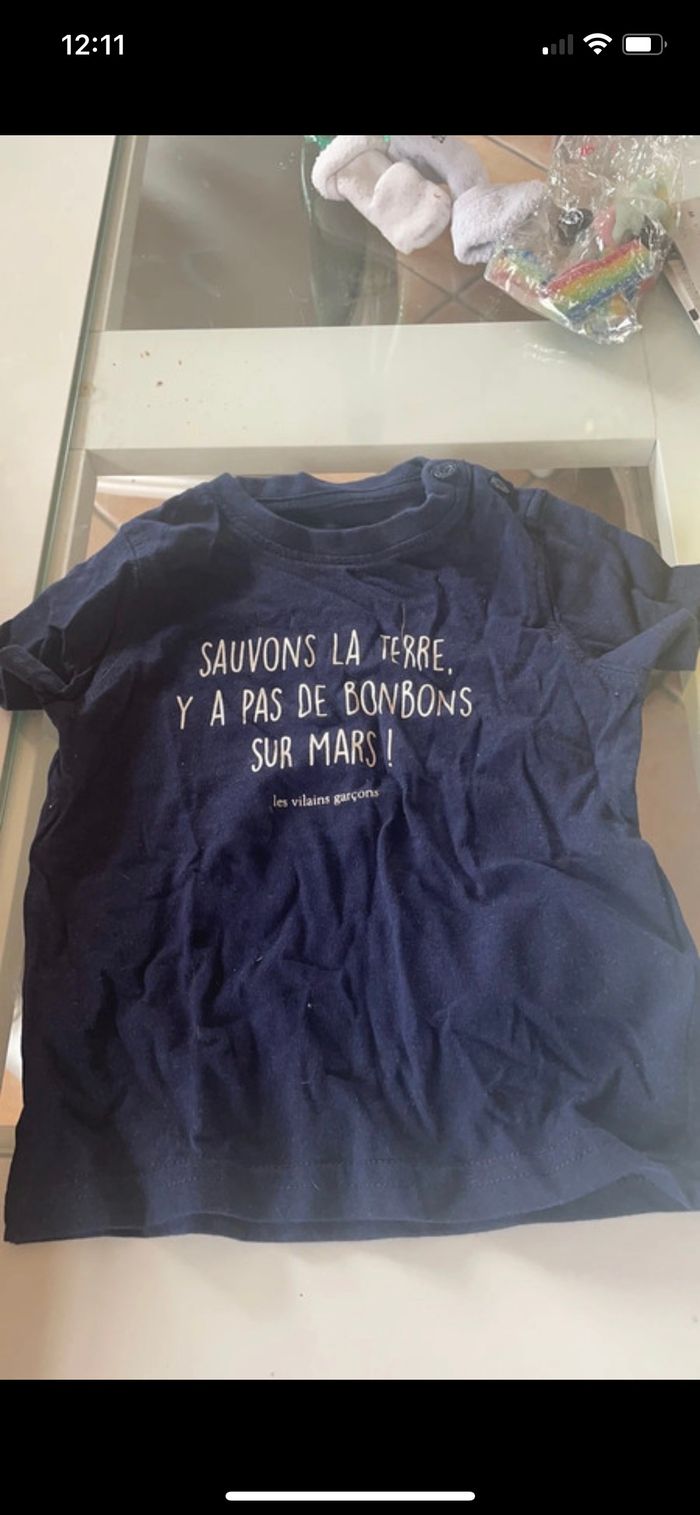 12:11
SAUVONS LA TERRE,
Y A PAS DE BONBONS
SUR MARS !
les vilains garçons